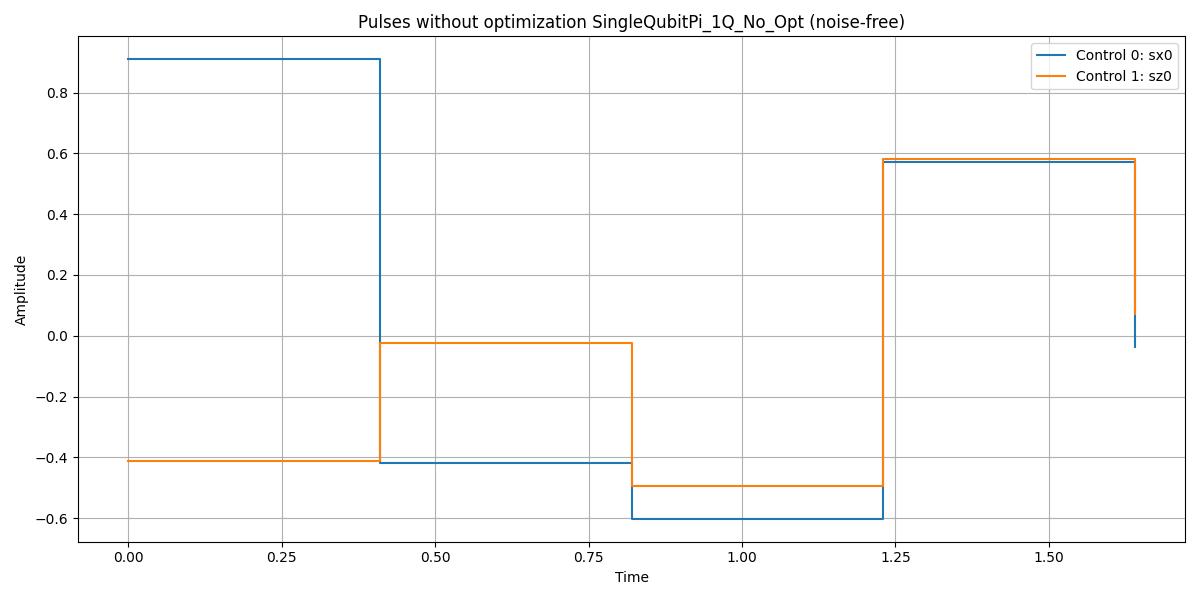 Pulses without optimization SingleQubitPi_1Q_No_Opt (noise-free)
Control 0: sx0
Control 1: sz0
Amplitude
0.8
0.6
0.4
0.2
0.0
−0.2
−0.4
−0.6
0.00 0.25 0.50 0.75 1.00 1.25 1.50
Time